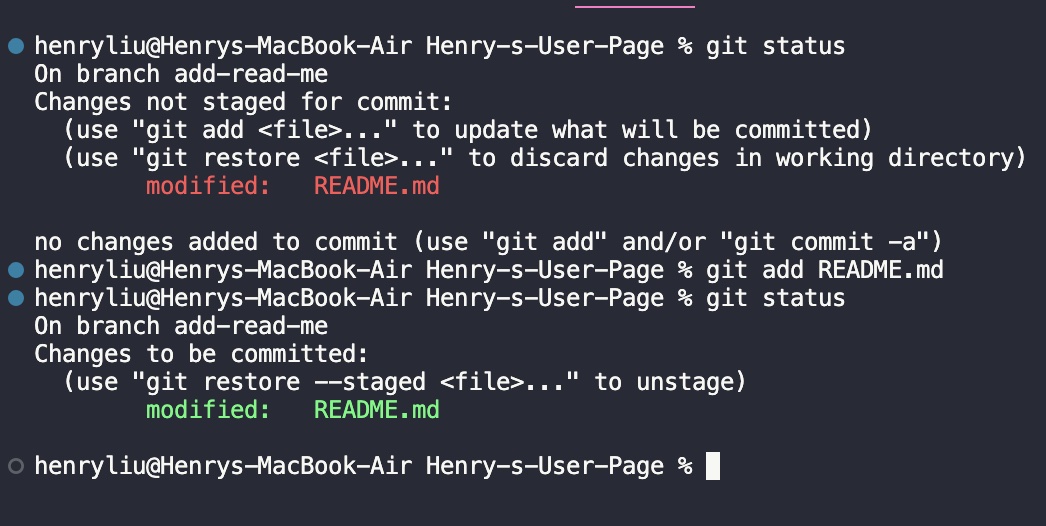 henryliu@Henrys-MacBook-Air Henry-s-User-Page % git status
On branch add-read-me
Changes not staged for commit:
  (use "git add <file>..." to update what will be committed)
  (use "git restore <file>..." to discard changes in working directory)
        modified:   README.md

no changes added to commit (use "git add" and/or "git commit -a")
henryliu@Henrys-MacBook-Air Henry-s-User-Page % git add README.md
henryliu@Henrys-MacBook-Air Henry-s-User-Page % git status
On branch add-read-me
Changes to be committed:
  (use "git restore --staged <file>..." to unstage)
        modified:   README.md

henryliu@Henrys-MacBook-Air Henry-s-User-Page %